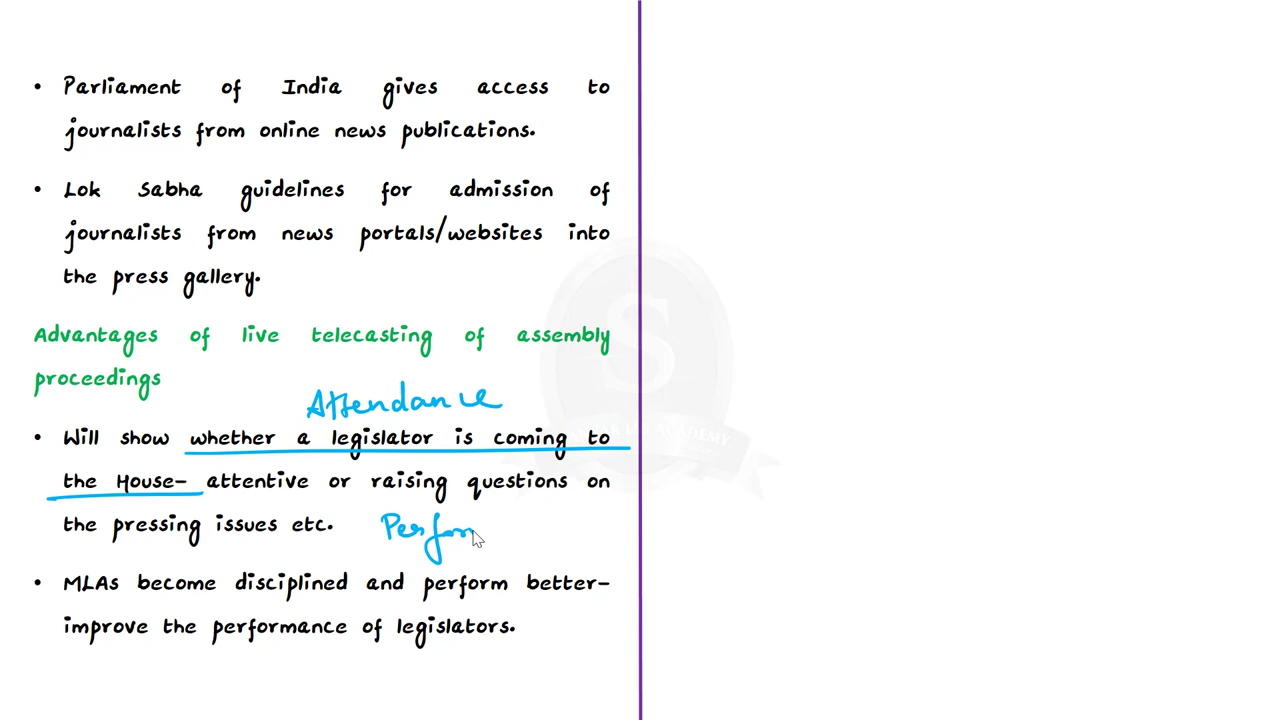 • Parliament of India gives access to
journalists from online news publications.
• Lok Sabha guidelines for admission of
journalists from news portals/websites into
the press gallery.
Advantages of live telecasting of assembly
proceedings
Attendance
• Will show whether a legislator is coming to
the House- attentive or raising questions on
the pressing issues etc.
Perfor
• MLAs become disciplined and perform better-
improve the performance of legislators.
S